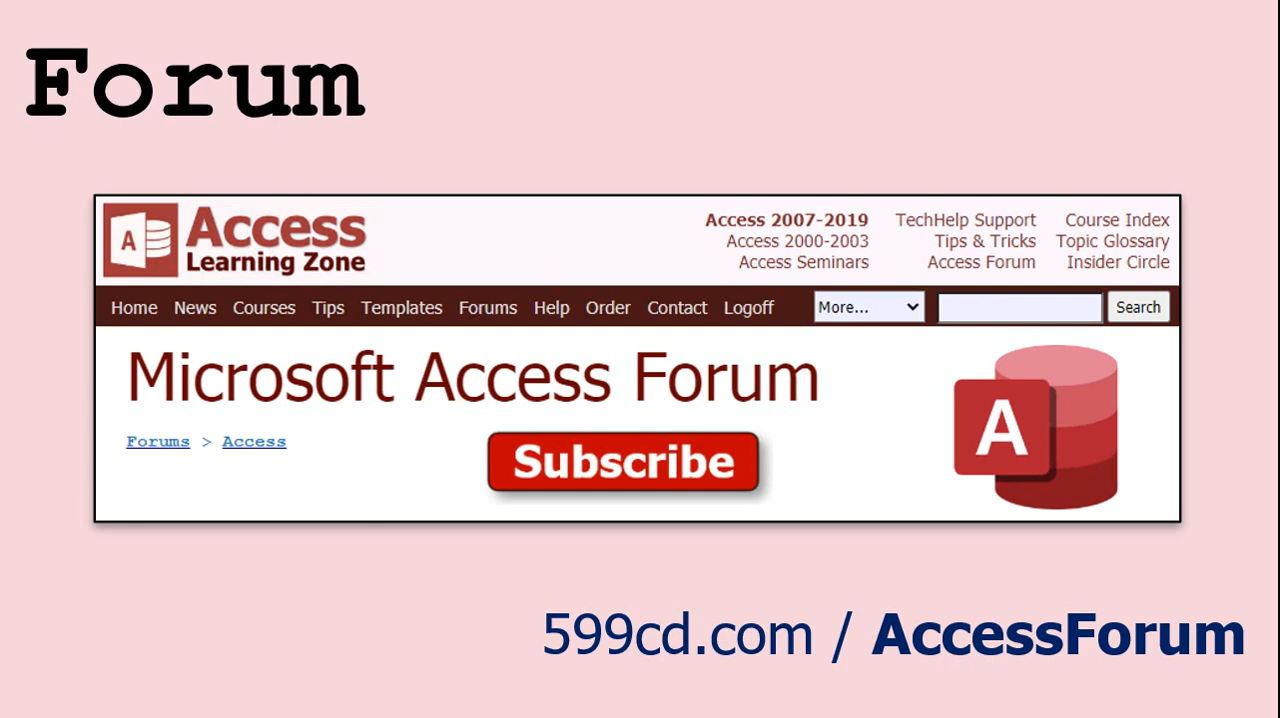 Forum
A
Access
Learning Zone
Access 2007-2019 TechHelp Support Course Index
Access 2000-2003 Tips & Tricks Topic Glossary
Access Seminars Access Forum Insider Circle
Home News Courses Tips Templates Forums Help Order Contact Logoff More... Search
Microsoft Access Forum
Forums > Access
Subscribe
A
599cd.com / AccessForum